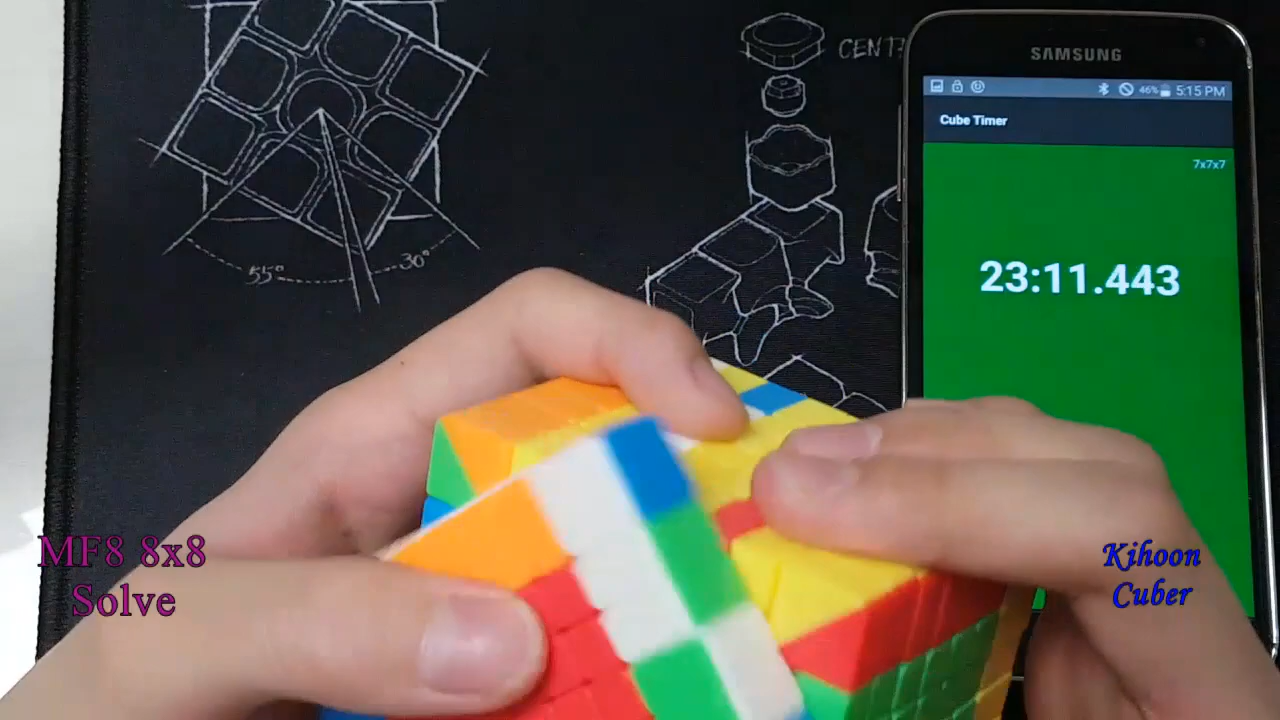 CENT
SAMSUNG
46% 5:15 PM
Cube Timer
7x7x7
23:11.443
55°
30°
MF8 8x8
Solve
Kihoon
Cuber